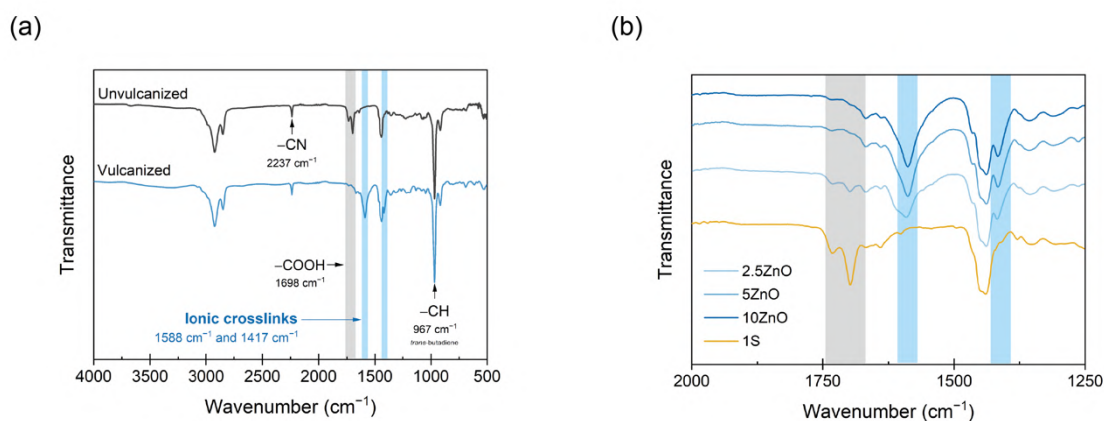 (a)
Unvulcanized
–CN
2237 cm⁻¹
Vulcanized
–COOH
1698 cm⁻¹
–CH
967 cm⁻¹
trans-butadiene
Ionic crosslinks
1588 cm⁻¹ and 1417 cm⁻¹
Transmittance
4000 3500 3000 2500 2000 1500 1000 500
Wavenumber (cm⁻¹)
(b)
Transmittance
2.5ZnO
5ZnO
10ZnO
1S
2000 1750 1500 1250
Wavenumber (cm⁻¹)